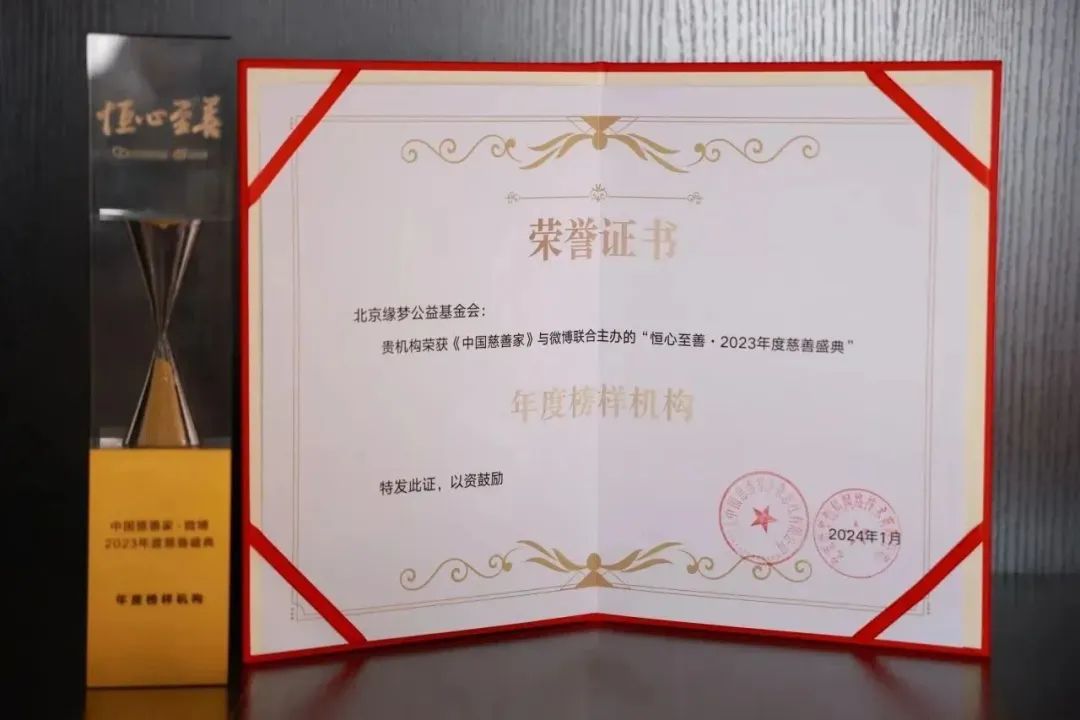 恒心至善
中国慈善家·微博
2023年度慈善盛典
年度榜样机构
荣誉证书
北京缘梦公益基金会：
贵机构荣获《中国慈善家》与微博联合主办的“恒心至善·2023年度慈善盛典”
年度榜样机构
特发此证，以资鼓励
2024年1月